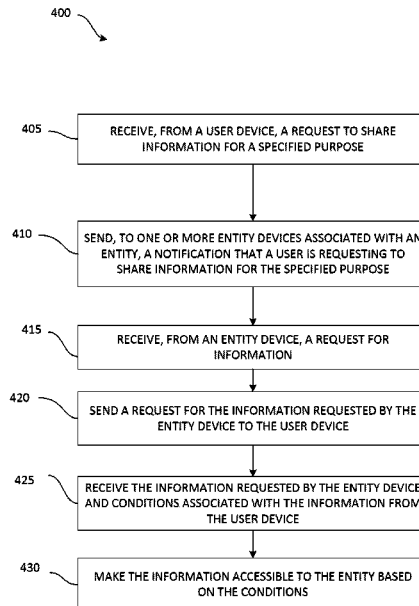 400
405
RECEIVE, FROM A USER DEVICE, A REQUEST TO SHARE
INFORMATION FOR A SPECIFIED PURPOSE
410
SEND, TO ONE OR MORE ENTITY DEVICES ASSOCIATED WITH AN
ENTITY, A NOTIFICATION THAT A USER IS REQUESTING TO
SHARE INFORMATION FOR THE SPECIFIED PURPOSE
415
RECEIVE, FROM AN ENTITY DEVICE, A REQUEST FOR
INFORMATION
420
SEND A REQUEST FOR THE INFORMATION REQUESTED BY THE
ENTITY DEVICE TO THE USER DEVICE
425
RECEIVE THE INFORMATION REQUESTED BY THE ENTITY DEVICE
AND CONDITIONS ASSOCIATED WITH THE INFORMATION FROM
THE USER DEVICE
430
MAKE THE INFORMATION ACCESSIBLE TO THE ENTITY BASED
ON THE CONDITIONS